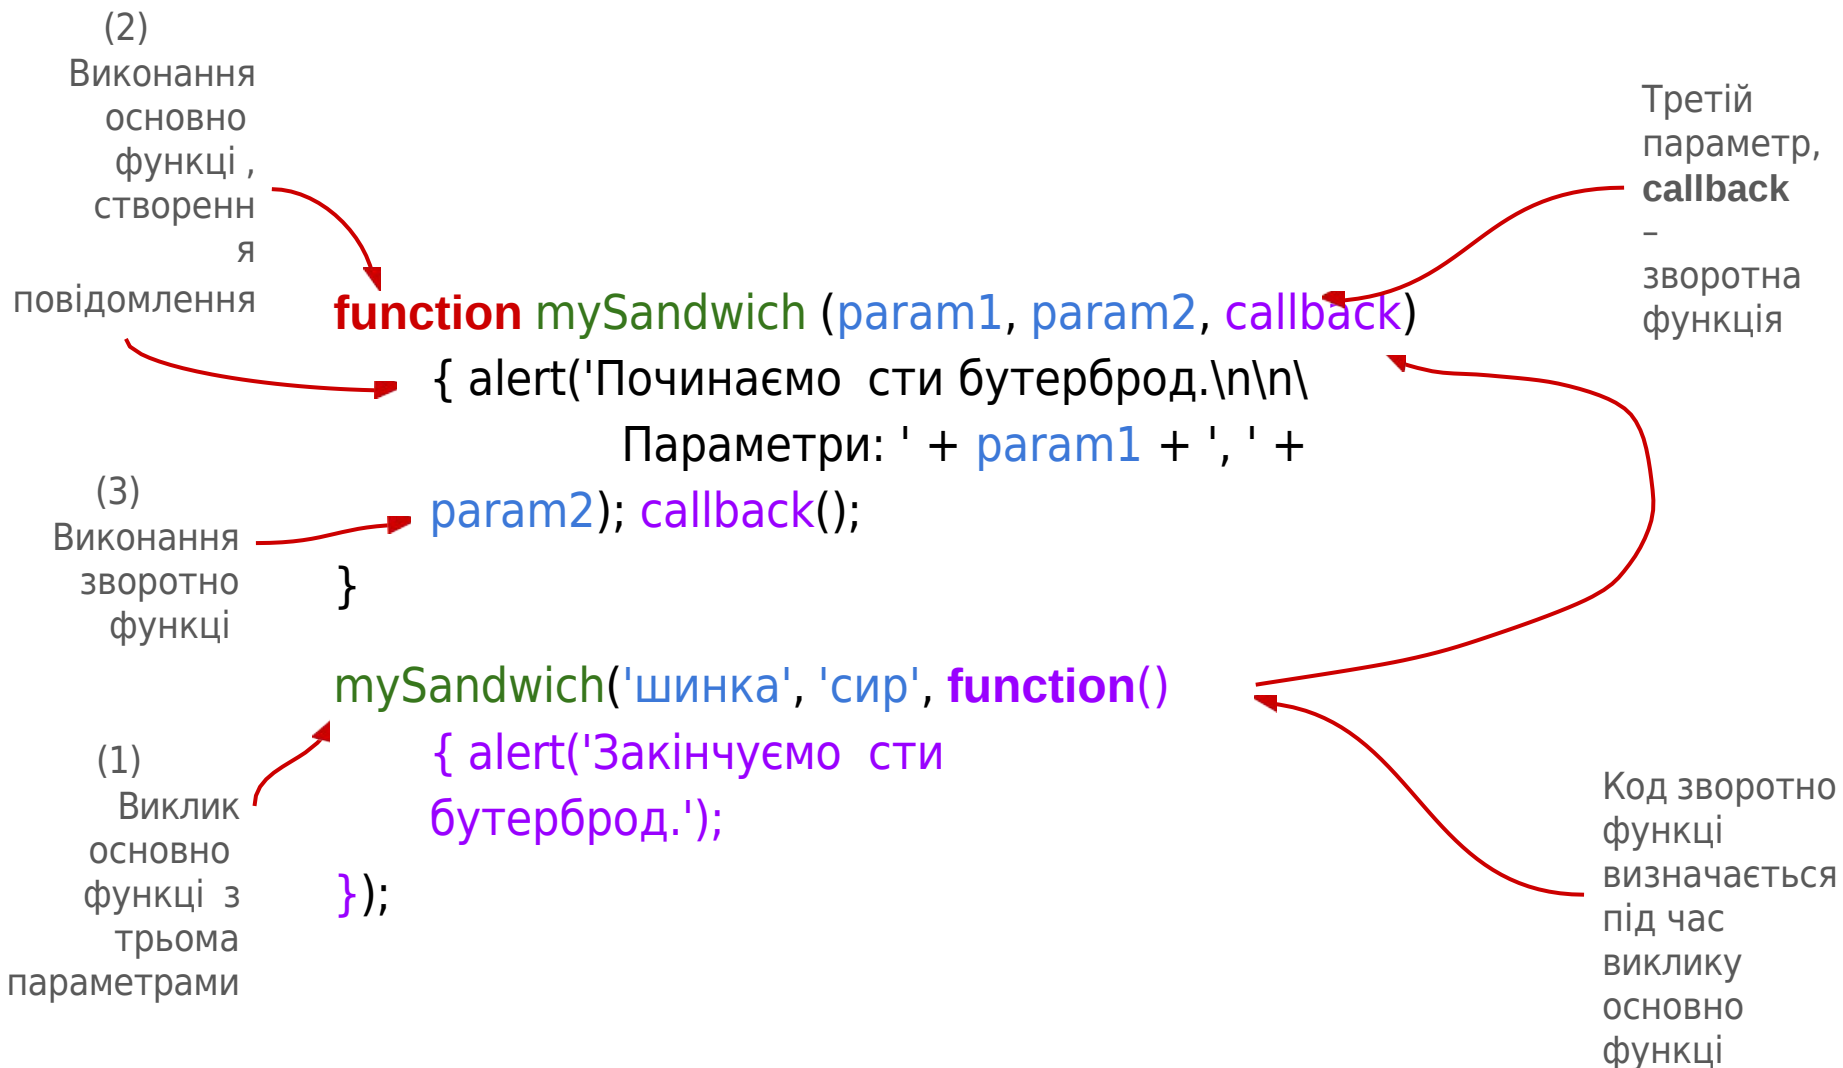 (2)
Виконання
основно
функці ,
створенн
я
повідомлення
Третій
параметр,
callback
–
зворотна
функція
function mySandwich (param1, param2, callback)
{ alert('Починаємо  сти бутерброд.\n\n\
Параметри: ' + param1 + ', ' +
param2); callback();
}
(3)
Виконання
зворотно
функці
mySandwich('шинка', 'сир', function()
{ alert('Закінчуємо  сти
бутерброд.');
});
(1)
Виклик
основно
функці  з
трьома
параметрами
Код зворотно
функці
визначається
під час
виклику
основно
функці